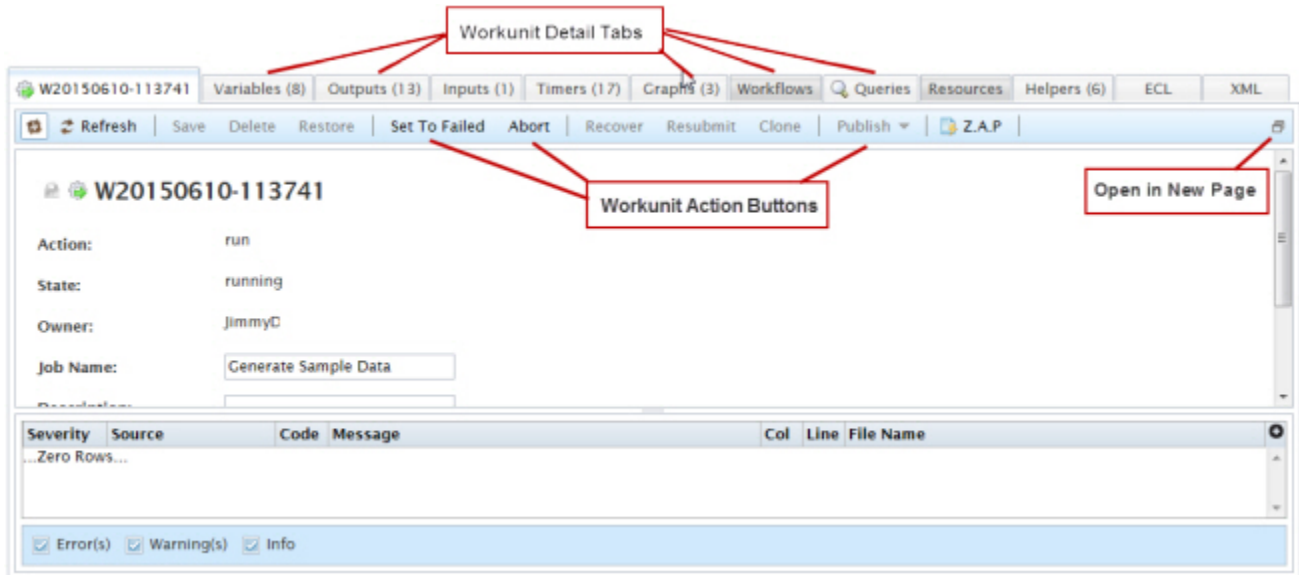 Workunit Detail Tabs
W20150610-113741 Variables (8) Outputs (13) Inputs (1) Timers (17) Graphs (3) Workflows Queries Resources Helpers (6) ECL XML
Refresh Save Delete Restore Set To Failed Abort Recover Resubmit Clone Publish Z.A.P
W20150610-113741
Workunit Action Buttons
Open in New Page
Action: run
State: running
Owner: JimmyD
Job Name: Generate Sample Data
Description:
Severity Source Code Message Col Line File Name
...Zero Rows...
Error(s) Warning(s) Info